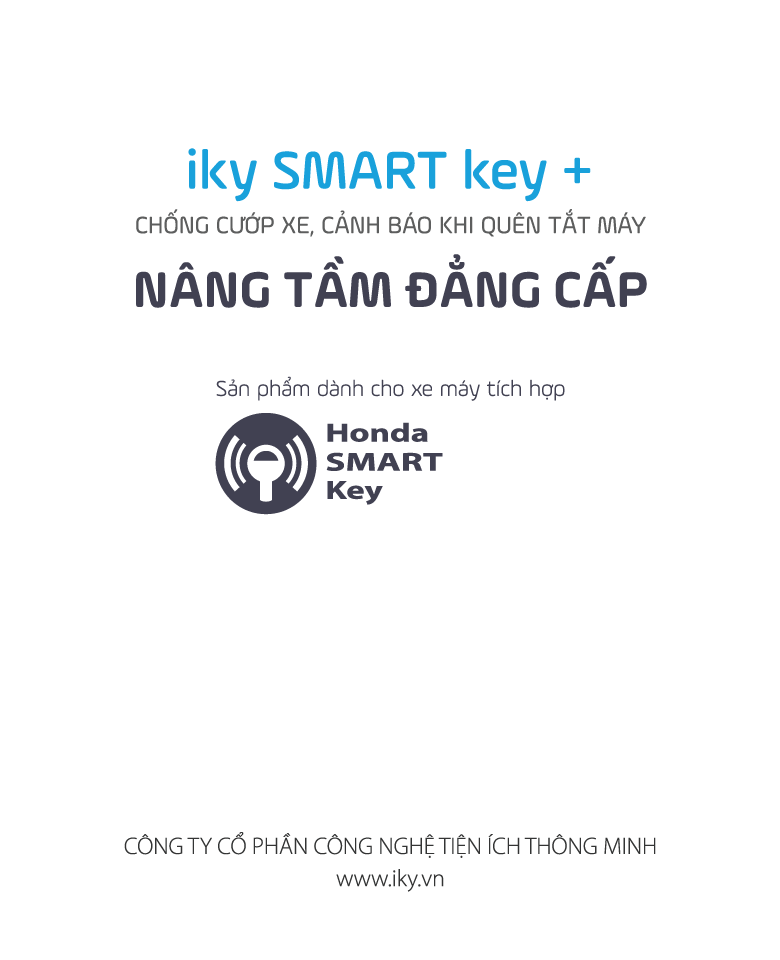 iky SMART key +
CHỐNG CƯỚP XE, CẢNH BÁO KHI QUÊN TẮT MÁY
NÂNG TẦM ĐẲNG CẤP
Sản phẩm dành cho xe máy tích hợp
Honda
SMART
Key
CÔNG TY CỔ PHẦN CÔNG NGHỆ TIỆN ÍCH THÔNG MINH
www.iky.vn